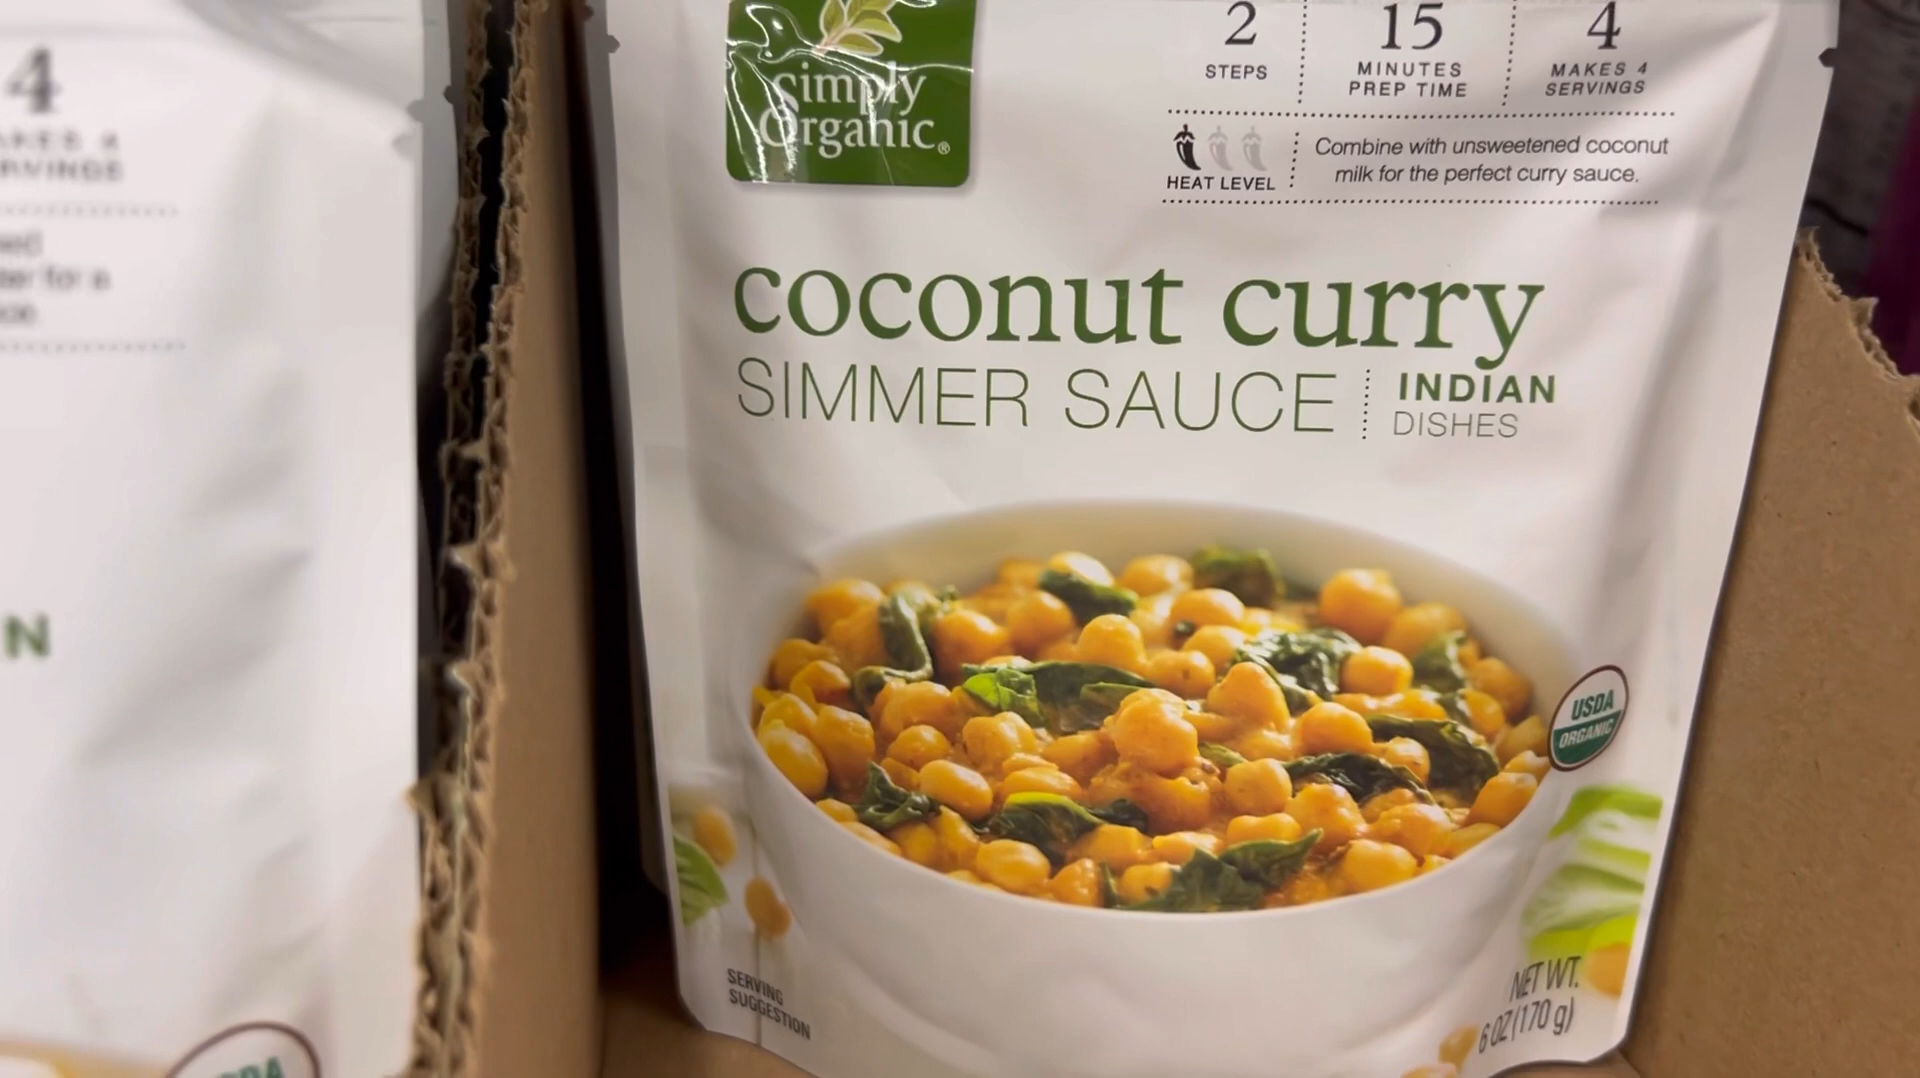 4
simply
Organic®
2
STEPS
15
MINUTES
PREP TIME
4
MAKES 4
SERVINGS
HEAT LEVEL
Combine with unsweetened coconut
milk for the perfect curry sauce.
coconut curry
SIMMER SAUCE
INDIAN
DISHES
USDA
ORGANIC
SERVING
SUGGESTION
NET WT.
6 OZ (170 g)
N